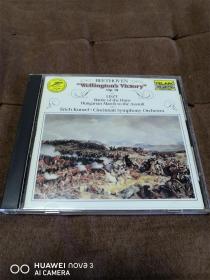 BEETHOVEN
"Wellington's Victory"
Op. 91
LISZT
Battle of the Huns
Hungarian March to the Assault
Erich Kunzel • Cincinnati Symphony Orchestra
TELARC
HUAWEI nova 3
AI CAMERA